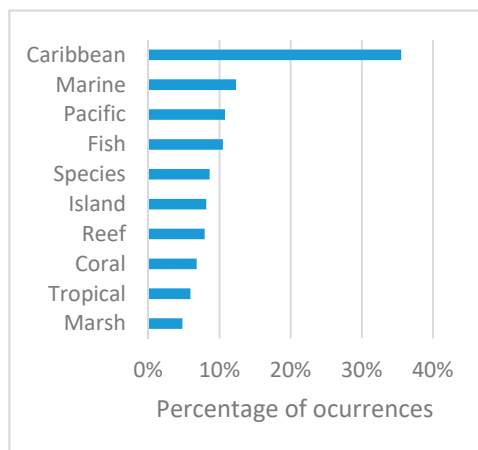 Caribbean
Marine
Pacific
Fish
Species
Island
Reef
Coral
Tropical
Marsh
0% 10% 20% 30% 40%
Percentage of ocurrences